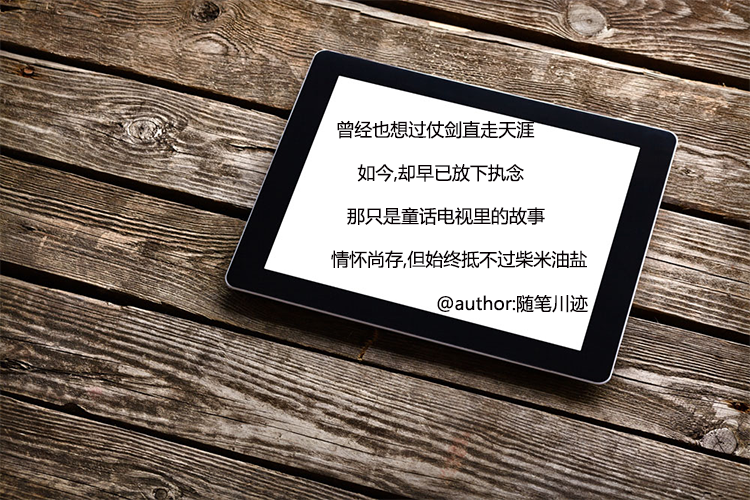 曾经也想过仗剑直走天涯
如今,却早已放下执念
那只是童话电视里的故事
情怀尚存,但始终抵不过柴米油盐
@author:随笔川迹